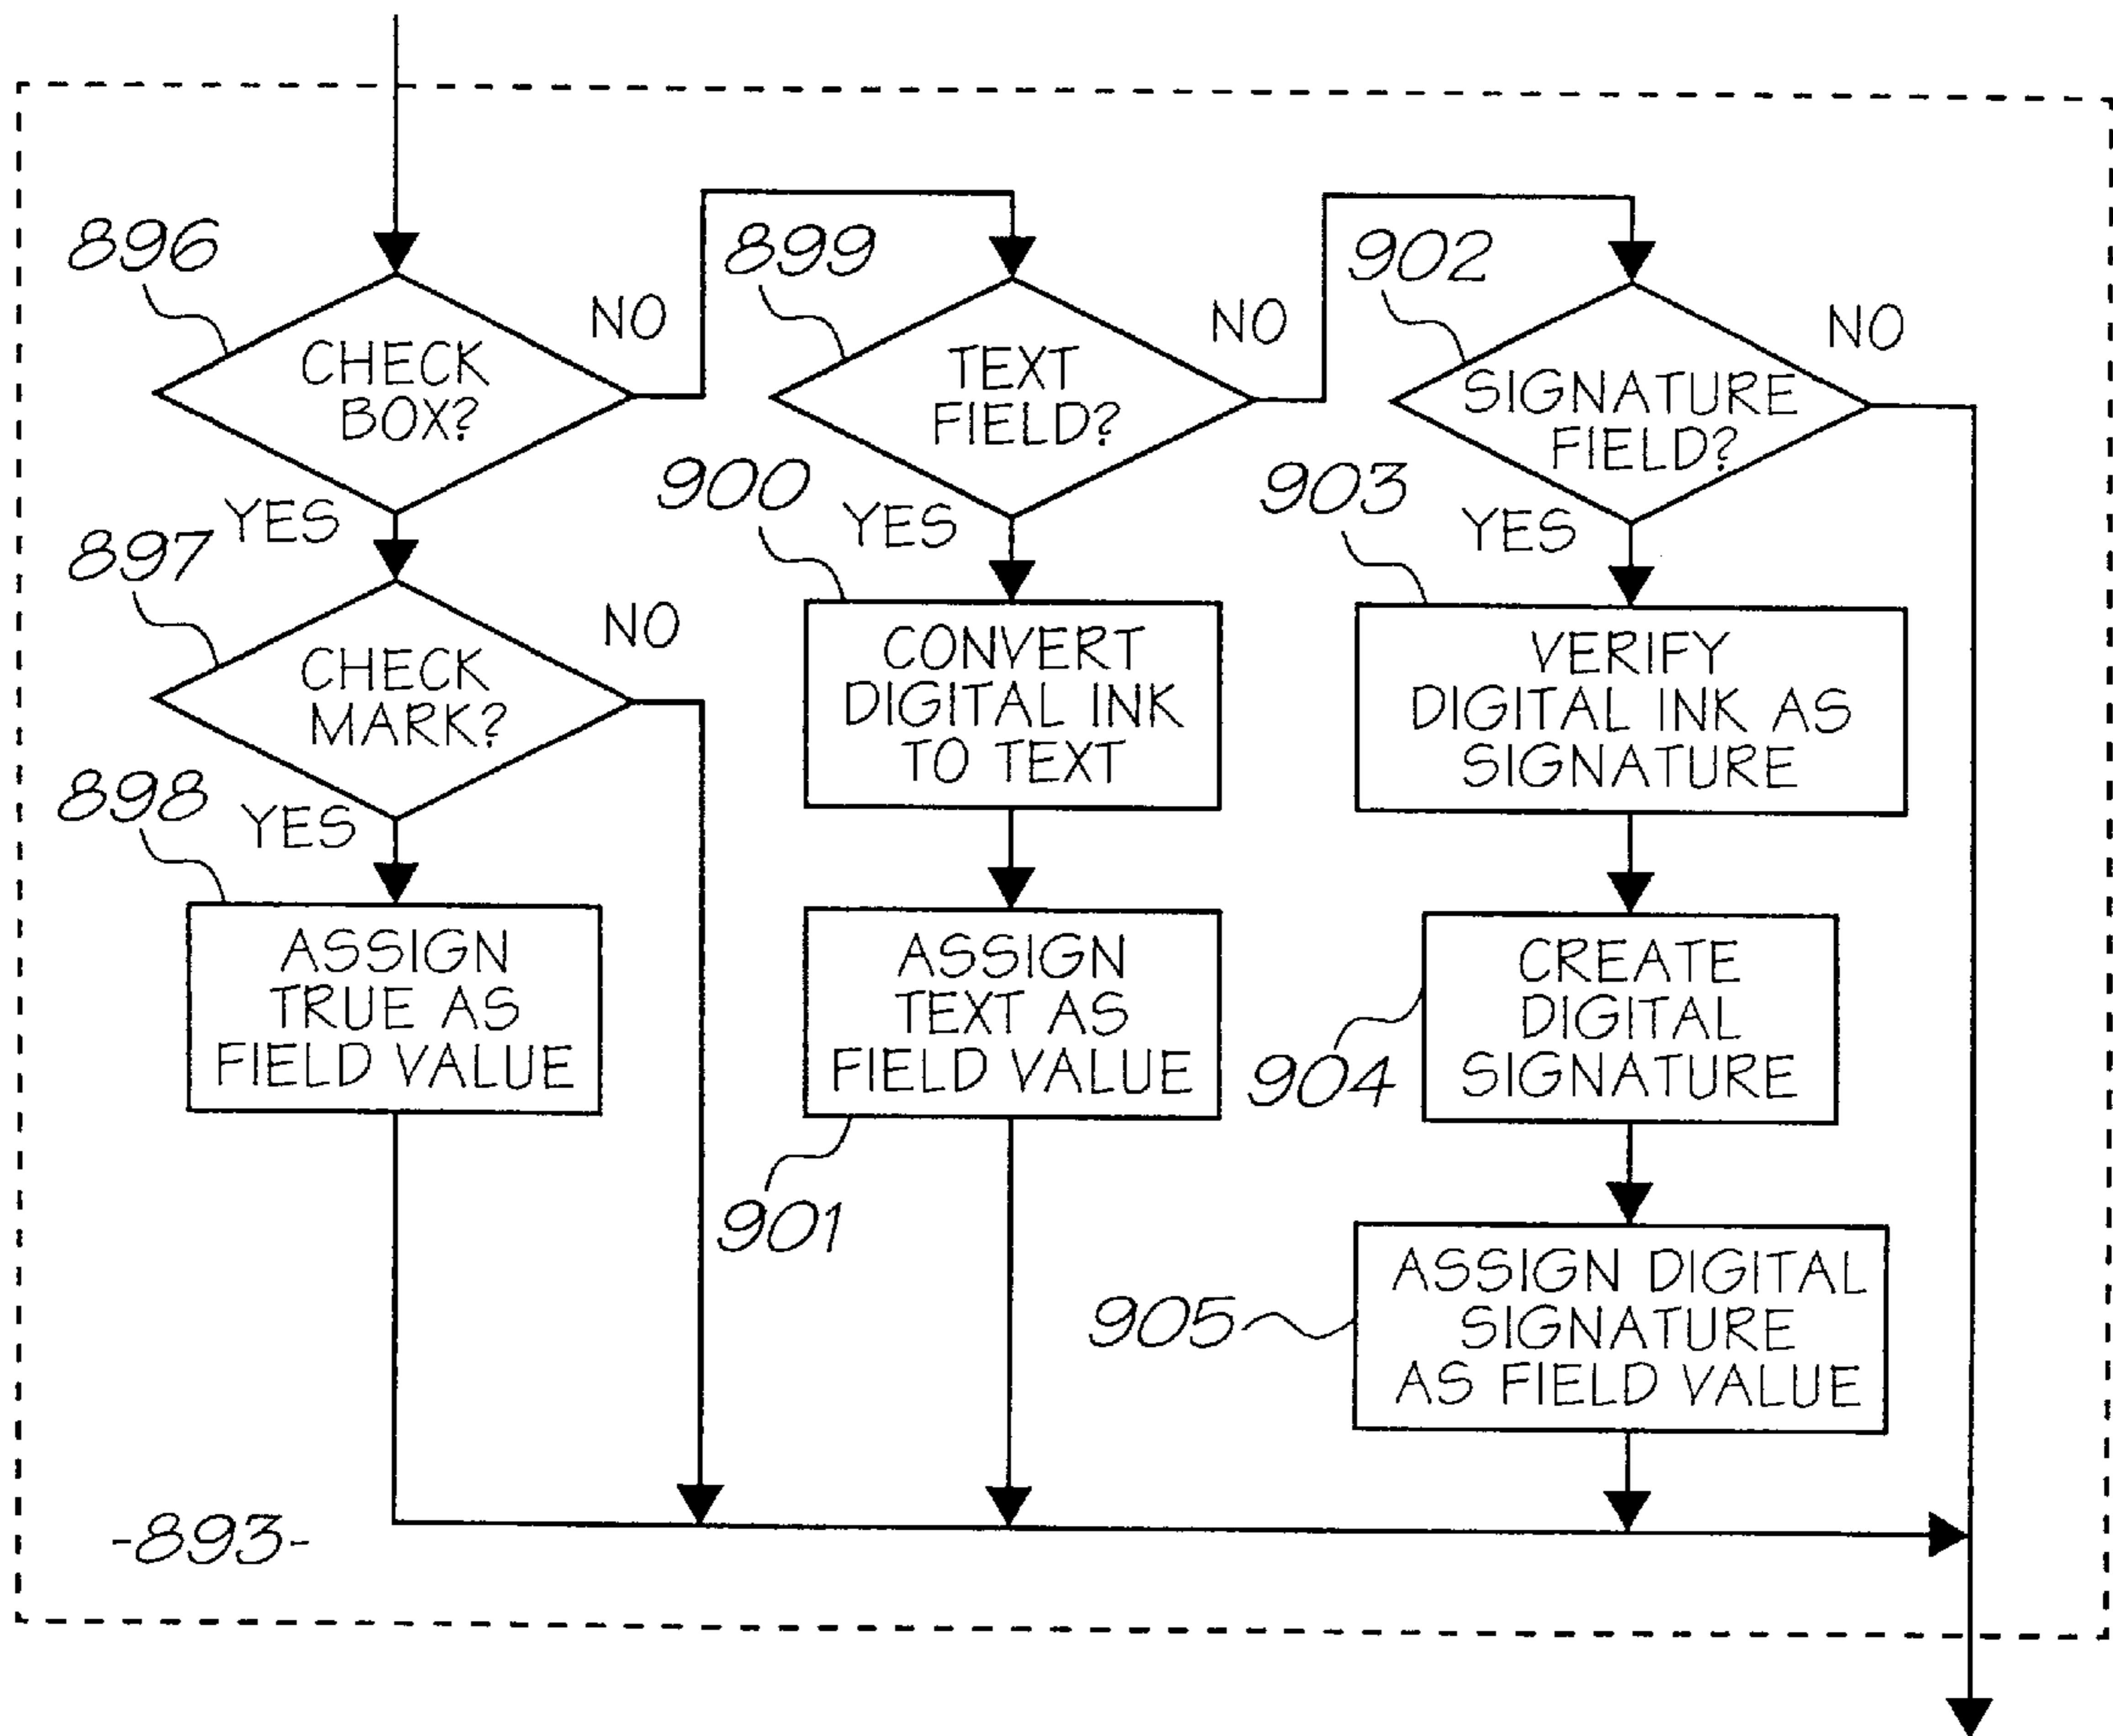 896
CHECK
BOX?
NO
YES
897
CHECK
MARK?
NO
YES
898
ASSIGN
TRUE AS
FIELD VALUE
899
TEXT
FIELD?
NO
YES
900
CONVERT
DIGITAL INK
TO TEXT
ASSIGN
TEXT AS
FIELD VALUE
901
902
SIGNATURE
FIELD?
NO
YES
903
VERIFY
DIGITAL INK AS
SIGNATURE
CREATE
DIGITAL
SIGNATURE
904
ASSIGN DIGITAL
SIGNATURE
AS FIELD VALUE
905
-893-